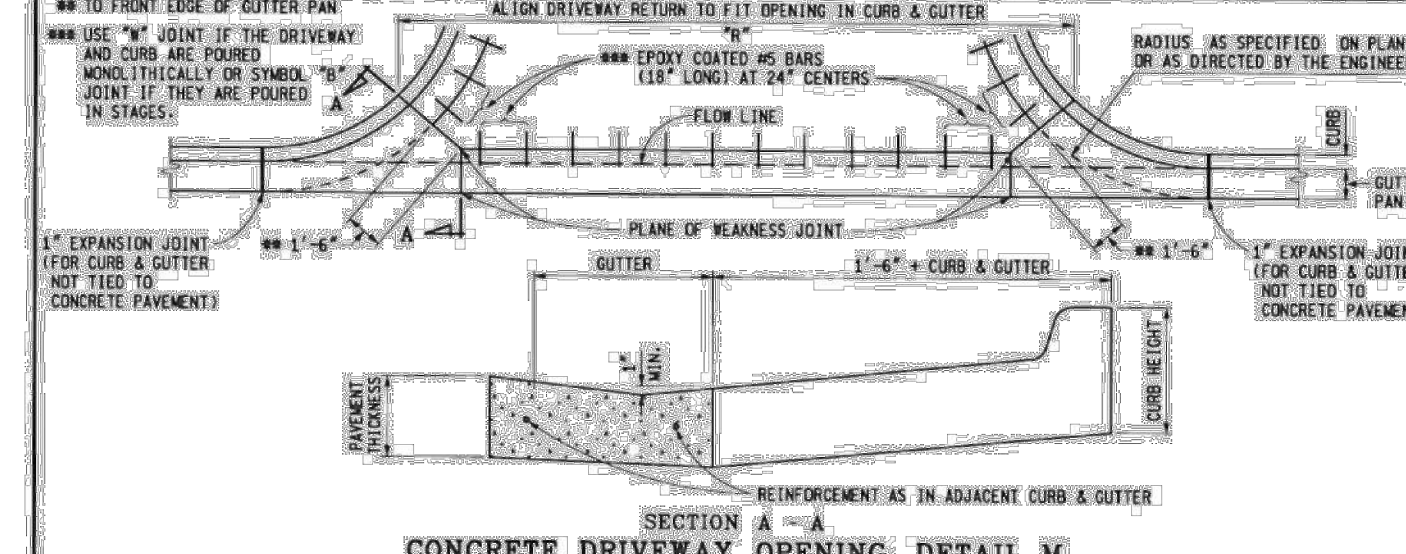 ** TO FRONT EDGE OF GUTTER PAN
*** USE "W" JOINT IF THE DRIVEWAY
AND CURB ARE POURED
MONOLITHICALLY OR SYMBOL "B"
JOINT IF THEY ARE POURED
IN STAGES.
ALIGN DRIVEWAY RETURN TO FIT OPENING IN CURB & GUTTER
"R"
*** EPOXY COATED #5 BARS
(18" LONG) AT 24" CENTERS
RADIUS AS SPECIFIED ON PLAN
OR AS DIRECTED BY THE ENGINEE
A
FLOW LINE
CURB
GUT
PAN
PLANE OF WEAKNESS JOINT
A
1" EXPANSION JOINT
(FOR CURB & GUTTER
NOT TIED TO
CONCRETE PAVEMENT)
** 1'-6"
** 1'-6"
1" EXPANSION JOIN
(FOR CURB & GUTTE
NOT TIED TO
CONCRETE PAVEMEN
GUTTER
1'-6" + CURB & GUTTER
1"
MIN.
PAVEMENT
THICKNESS
CURB HEIGHT
REINFORCEMENT AS IN ADJACENT CURB & GUTTER
SECTION A - A
CONCRETE DRIVEWAY OPENING DETAIL M